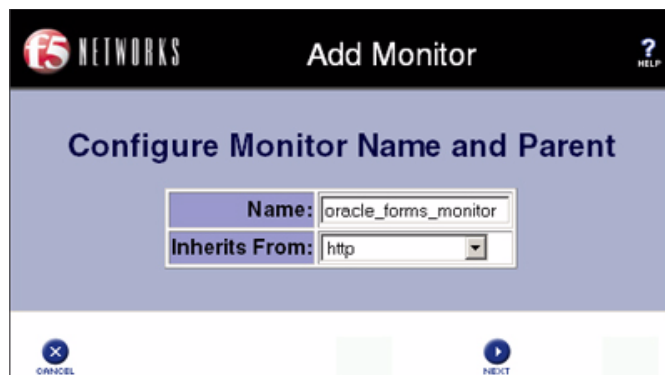 f5 NETWORKS Add Monitor ? HELP
Configure Monitor Name and Parent
Name: oracle_forms_monitor
Inherits From: http
CANCEL NEXT